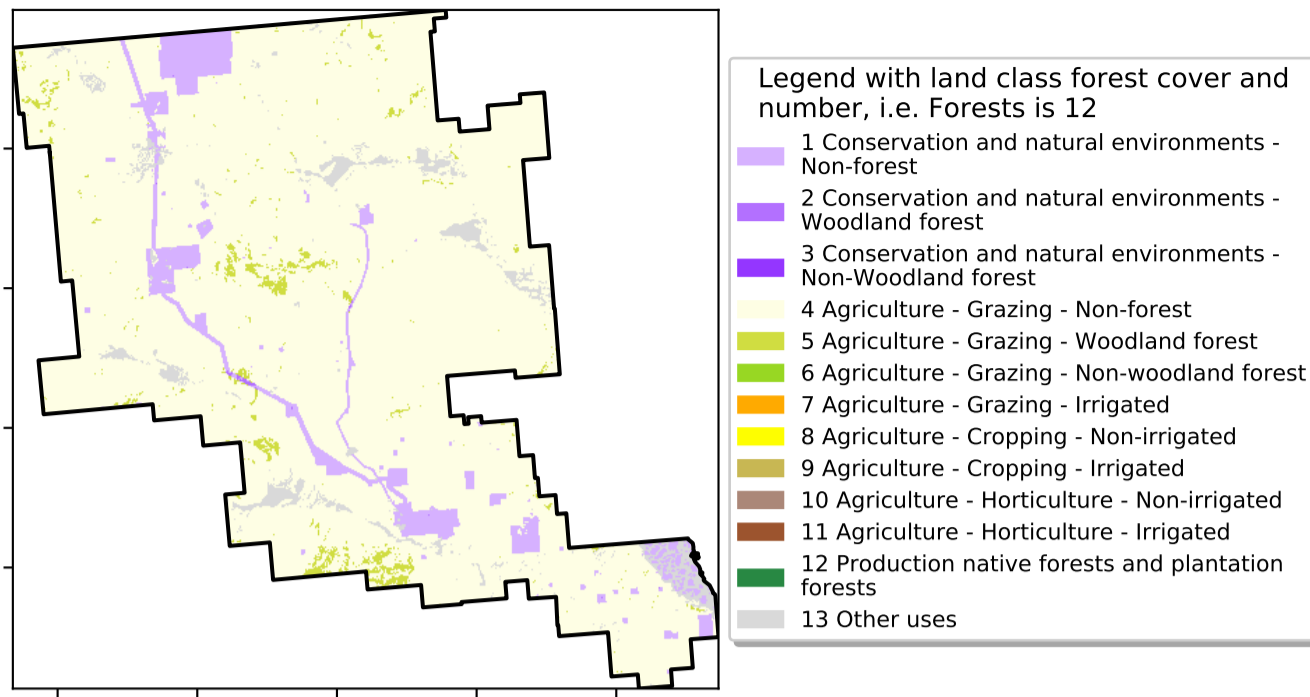 Legend with land class forest cover and
number, i.e. Forests is 12
1 Conservation and natural environments -
Non-forest
2 Conservation and natural environments -
Woodland forest
3 Conservation and natural environments -
Non-Woodland forest
4 Agriculture - Grazing - Non-forest
5 Agriculture - Grazing - Woodland forest
6 Agriculture - Grazing - Non-woodland forest
7 Agriculture - Grazing - Irrigated
8 Agriculture - Cropping - Non-irrigated
9 Agriculture - Cropping - Irrigated
10 Agriculture - Horticulture - Non-irrigated
11 Agriculture - Horticulture - Irrigated
12 Production native forests and plantation
forests
13 Other uses